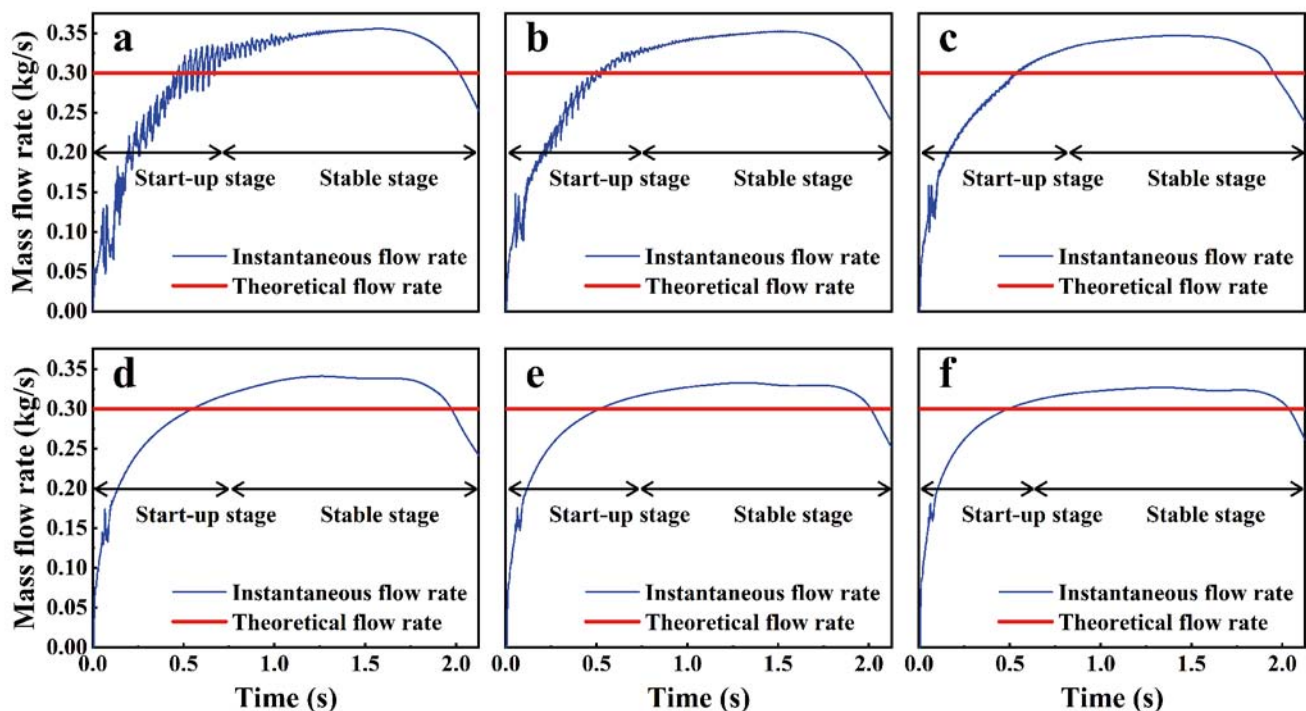 a
b
c
Mass flow rate (kg/s)
0.35
0.30
0.25
0.20
0.15
0.10
0.05
0.00
Start-up stage Stable stage
Instantaneous flow rate
Theoretical flow rate
Start-up stage Stable stage
Instantaneous flow rate
Theoretical flow rate
Start-up stage Stable stage
Instantaneous flow rate
Theoretical flow rate
d
e
f
Mass flow rate (kg/s)
0.35
0.30
0.25
0.20
0.15
0.10
0.05
0.00
Start-up stage Stable stage
Instantaneous flow rate
Theoretical flow rate
Start-up stage Stable stage
Instantaneous flow rate
Theoretical flow rate
Start-up stage Stable stage
Instantaneous flow rate
Theoretical flow rate
0.0 0.5 1.0 1.5 2.0
0.0 0.5 1.0 1.5 2.0
0.0 0.5 1.0 1.5 2.0
Time (s)
Time (s)
Time (s)